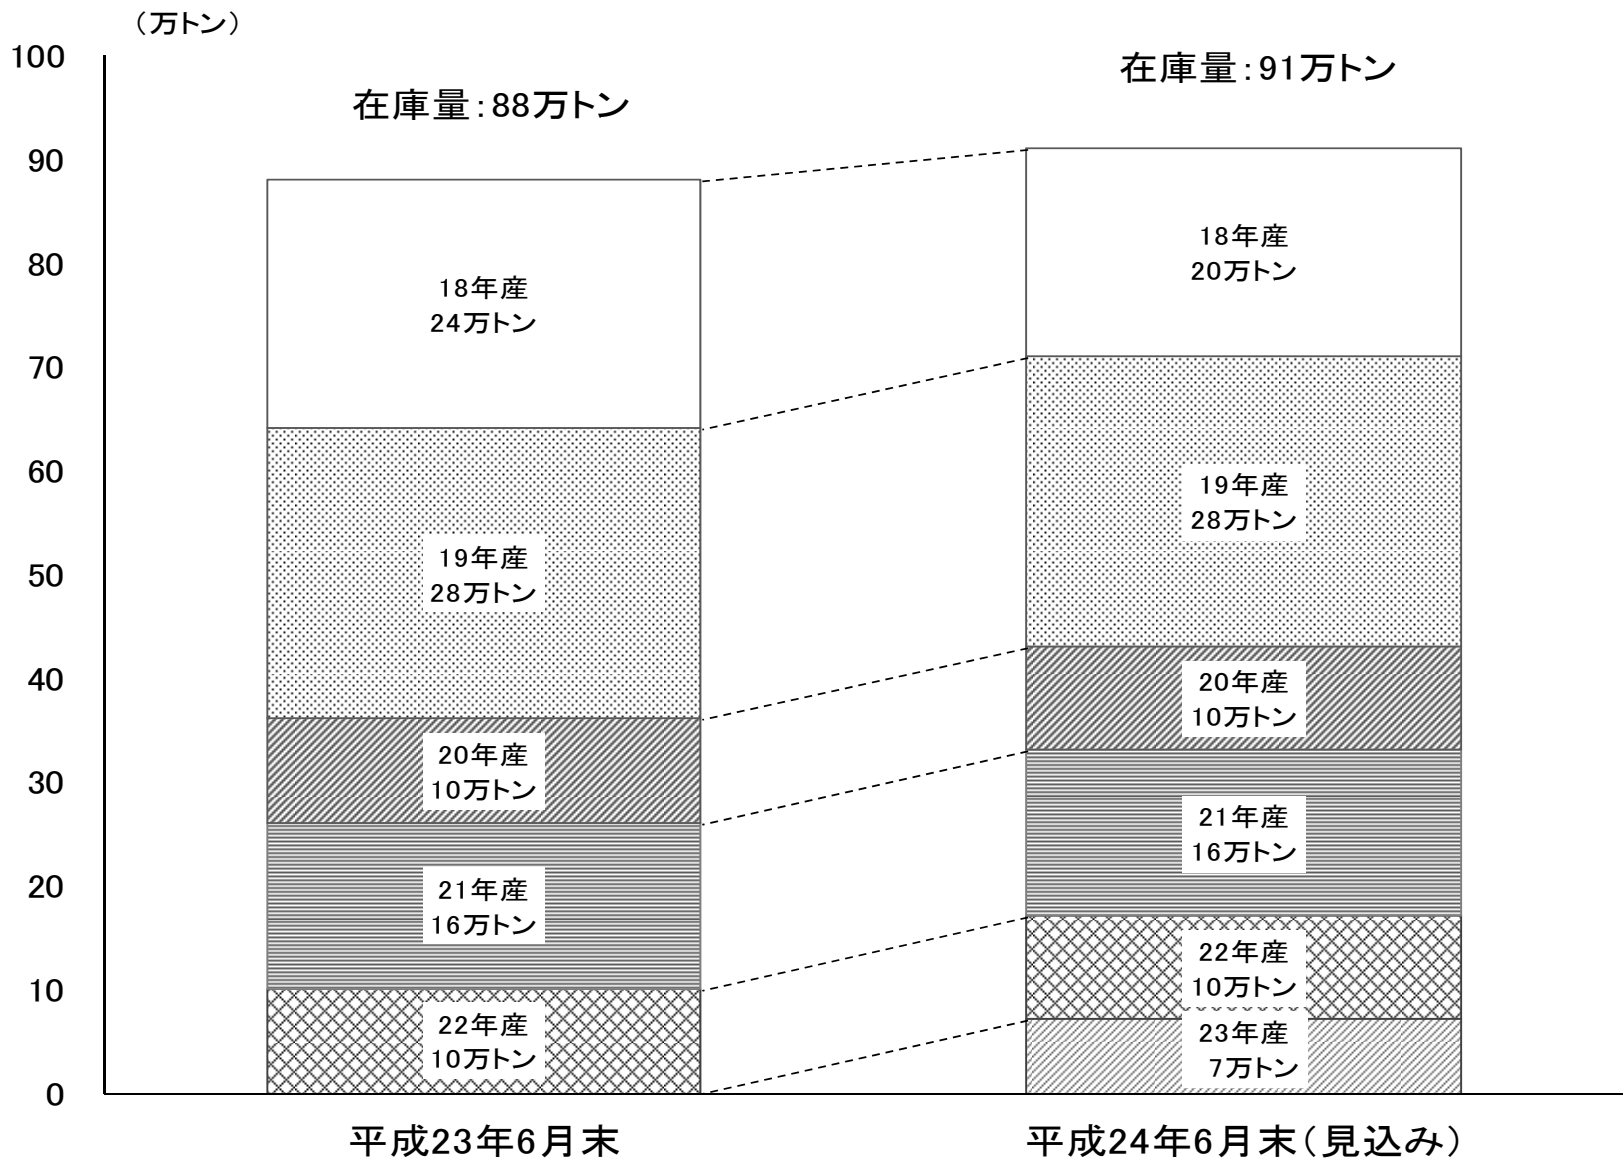 （万トン）
100
90
80
70
60
50
40
30
20
10
0
在庫量：88万トン
18年産
24万トン
19年産
28万トン
20年産
10万トン
21年産
16万トン
22年産
10万トン
平成23年6月末
在庫量：91万トン
18年産
20万トン
19年産
28万トン
20年産
10万トン
21年産
16万トン
22年産
10万トン
23年産
7万トン
平成24年6月末（見込み）